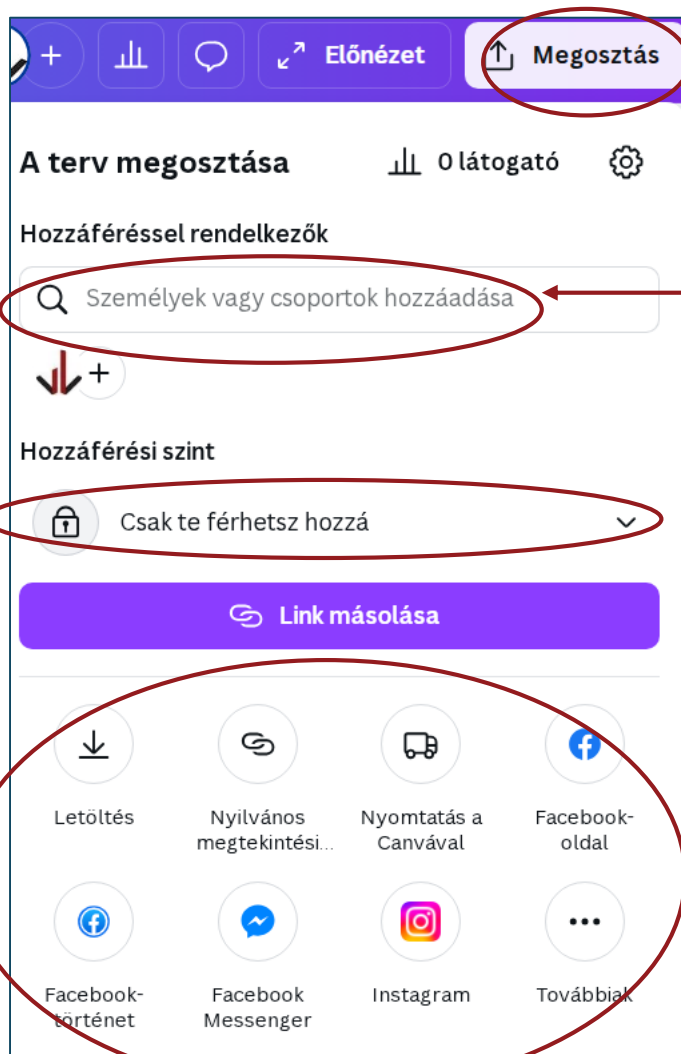 Előnézet
Megosztás
A terv megosztása
0 látogató
Hozzáféréssel rendelkezők
Személyek vagy csoportok hozzáadása
Hozzáférési szint
Csak te férhetsz hozzá
Link másolása
Letöltés
Nyilvános
megtekintési...
Nyomtatás a
Canvával
Facebook-
oldal
Facebook-
történet
Facebook
Messenger
Instagram
Továbbiak